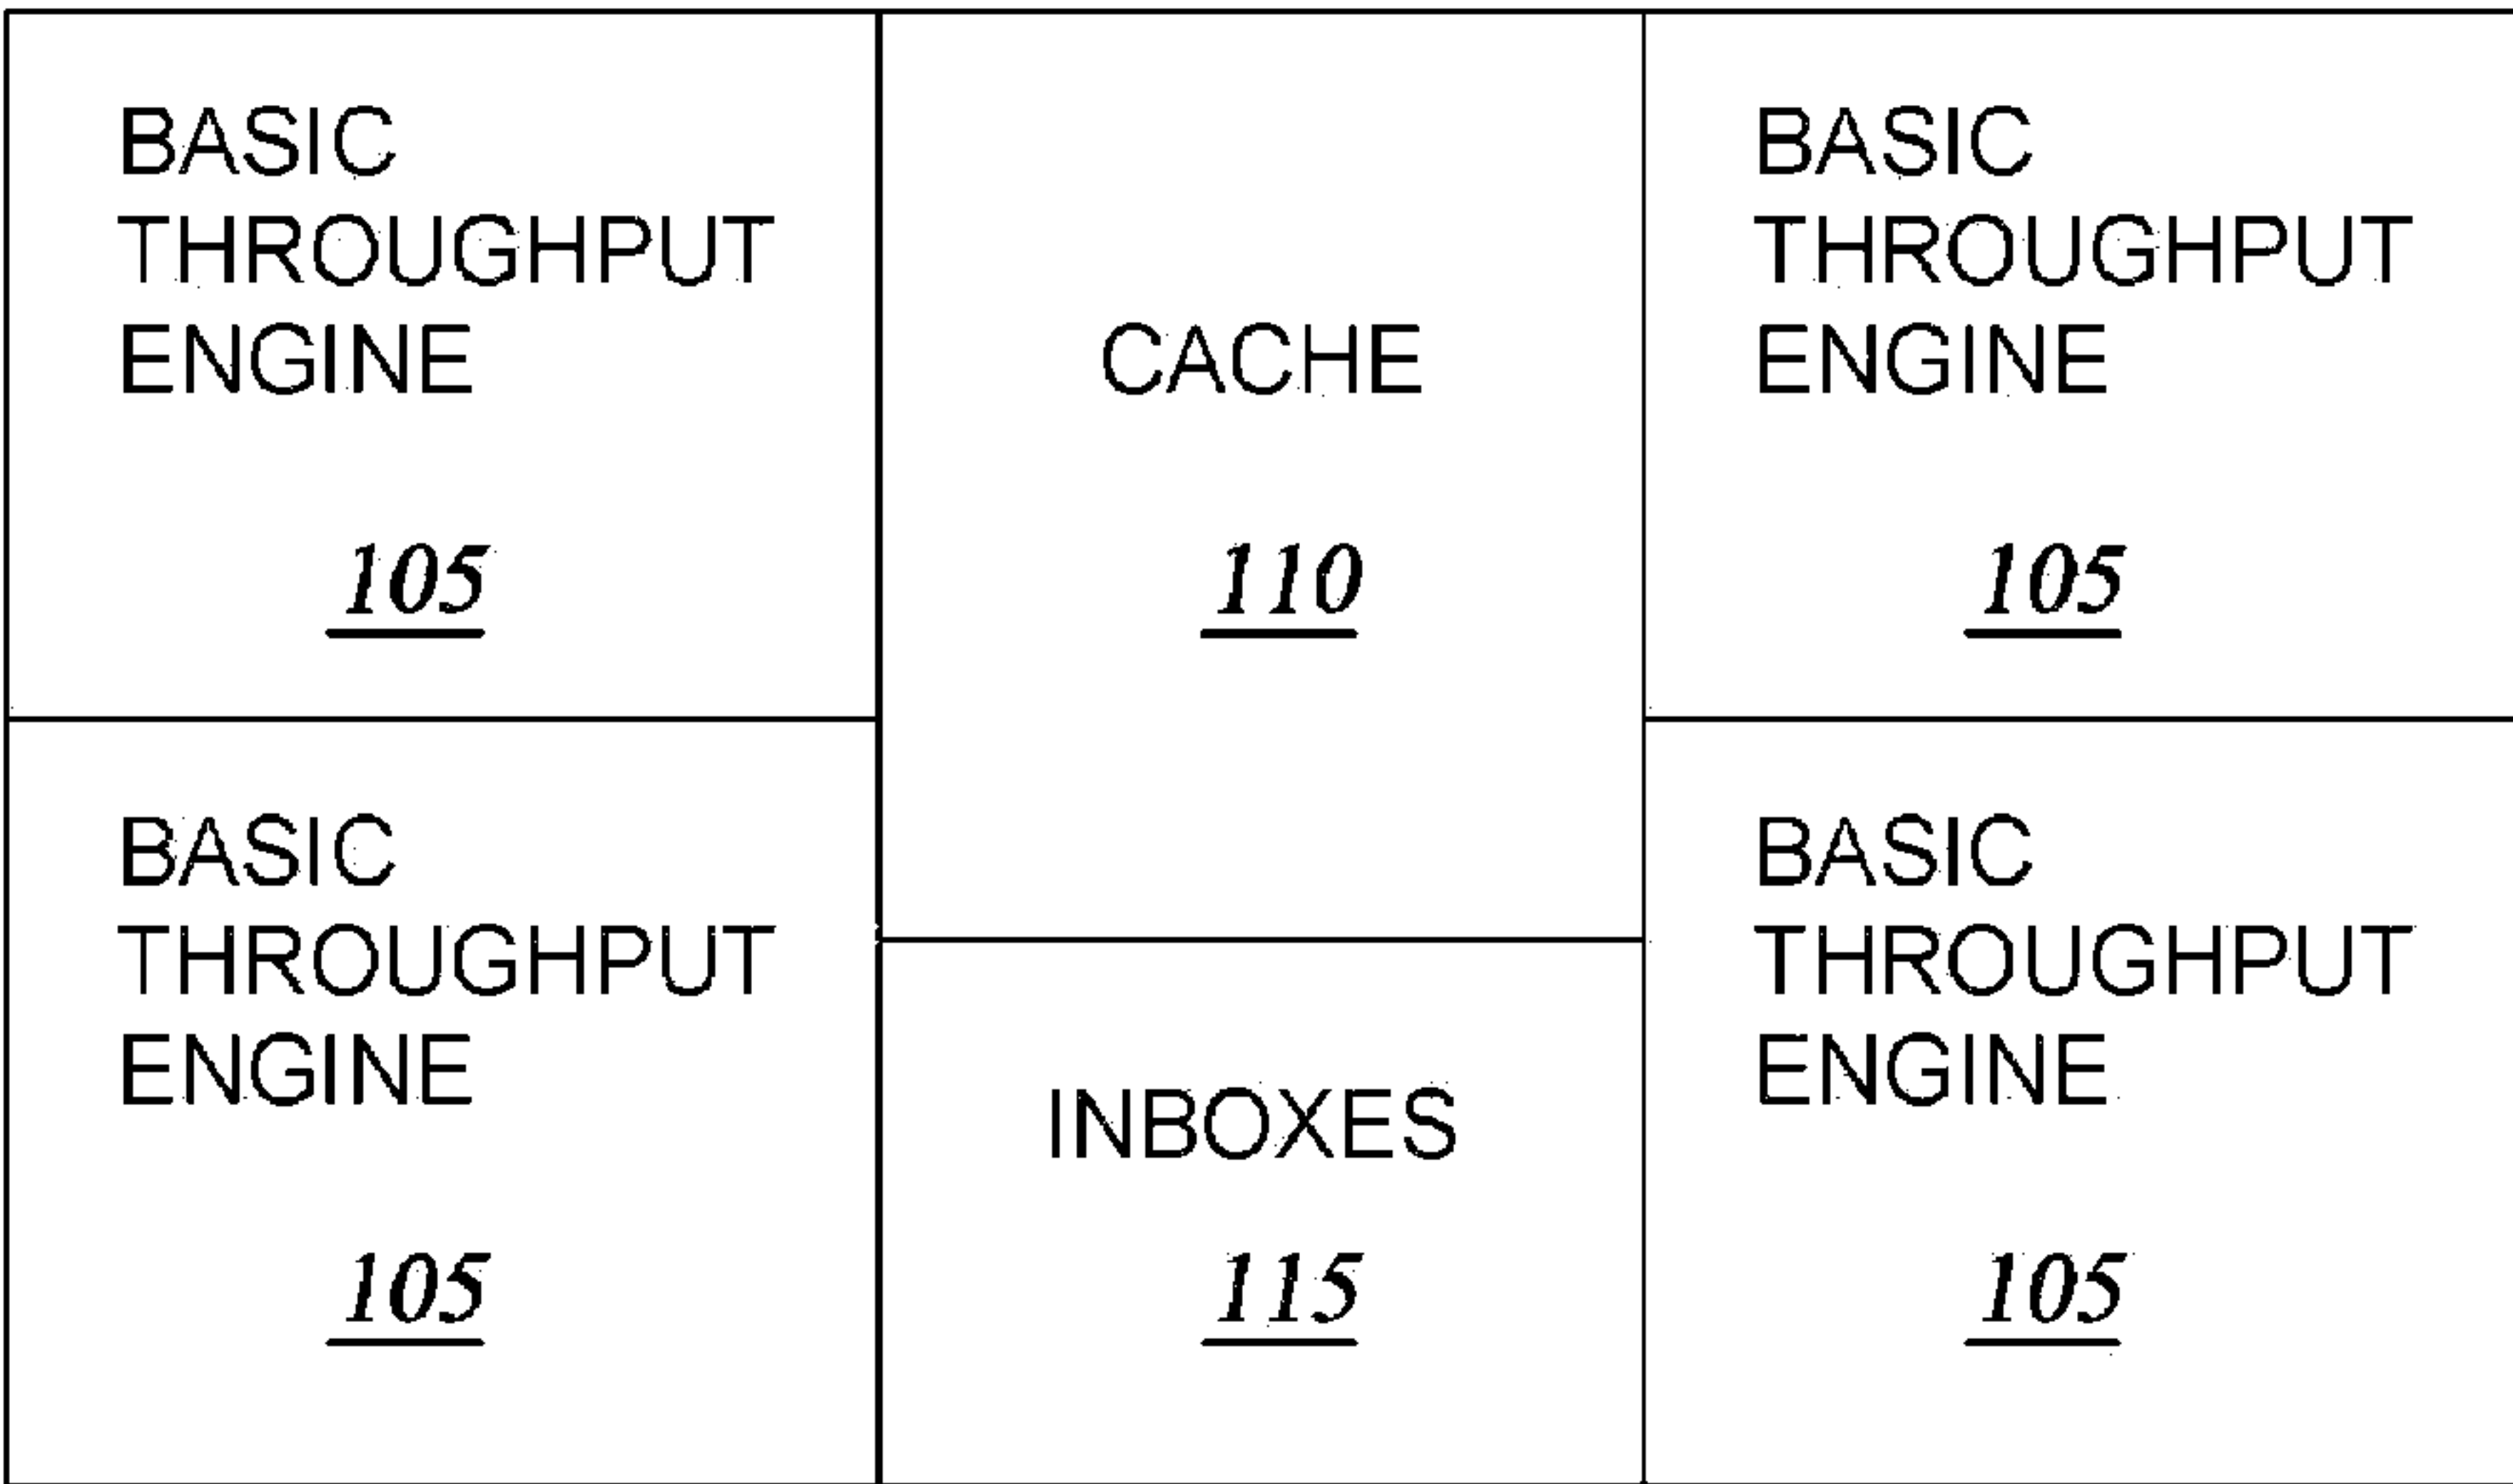 BASIC
THROUGHPUT
ENGINE
105
CACHE
110
BASIC
THROUGHPUT
ENGINE
105
BASIC
THROUGHPUT
ENGINE
105
INBOXES
115
BASIC
THROUGHPUT
ENGINE
105